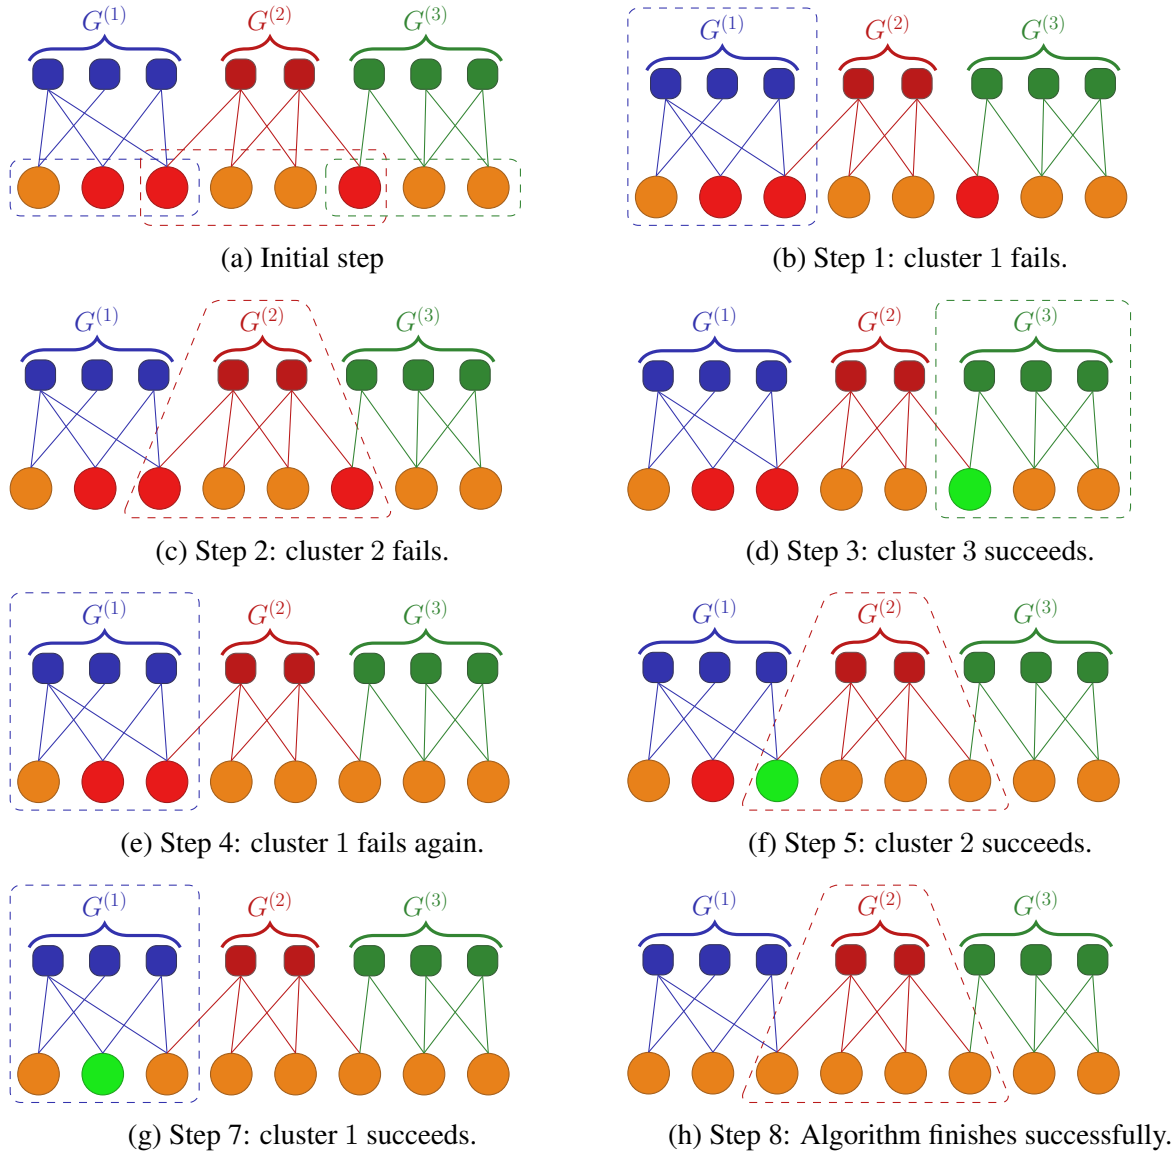 G^{(1)} G^{(2)} G^{(3)}
(a) Initial step
G^{(1)} G^{(2)} G^{(3)}
(b) Step 1: cluster 1 fails.
G^{(1)} G^{(2)} G^{(3)}
(c) Step 2: cluster 2 fails.
G^{(1)} G^{(2)} G^{(3)}
(d) Step 3: cluster 3 succeeds.
G^{(1)} G^{(2)} G^{(3)}
(e) Step 4: cluster 1 fails again.
G^{(1)} G^{(2)} G^{(3)}
(f) Step 5: cluster 2 succeeds.
G^{(1)} G^{(2)} G^{(3)}
(g) Step 7: cluster 1 succeeds.
G^{(1)} G^{(2)} G^{(3)}
(h) Step 8: Algorithm finishes successfully.